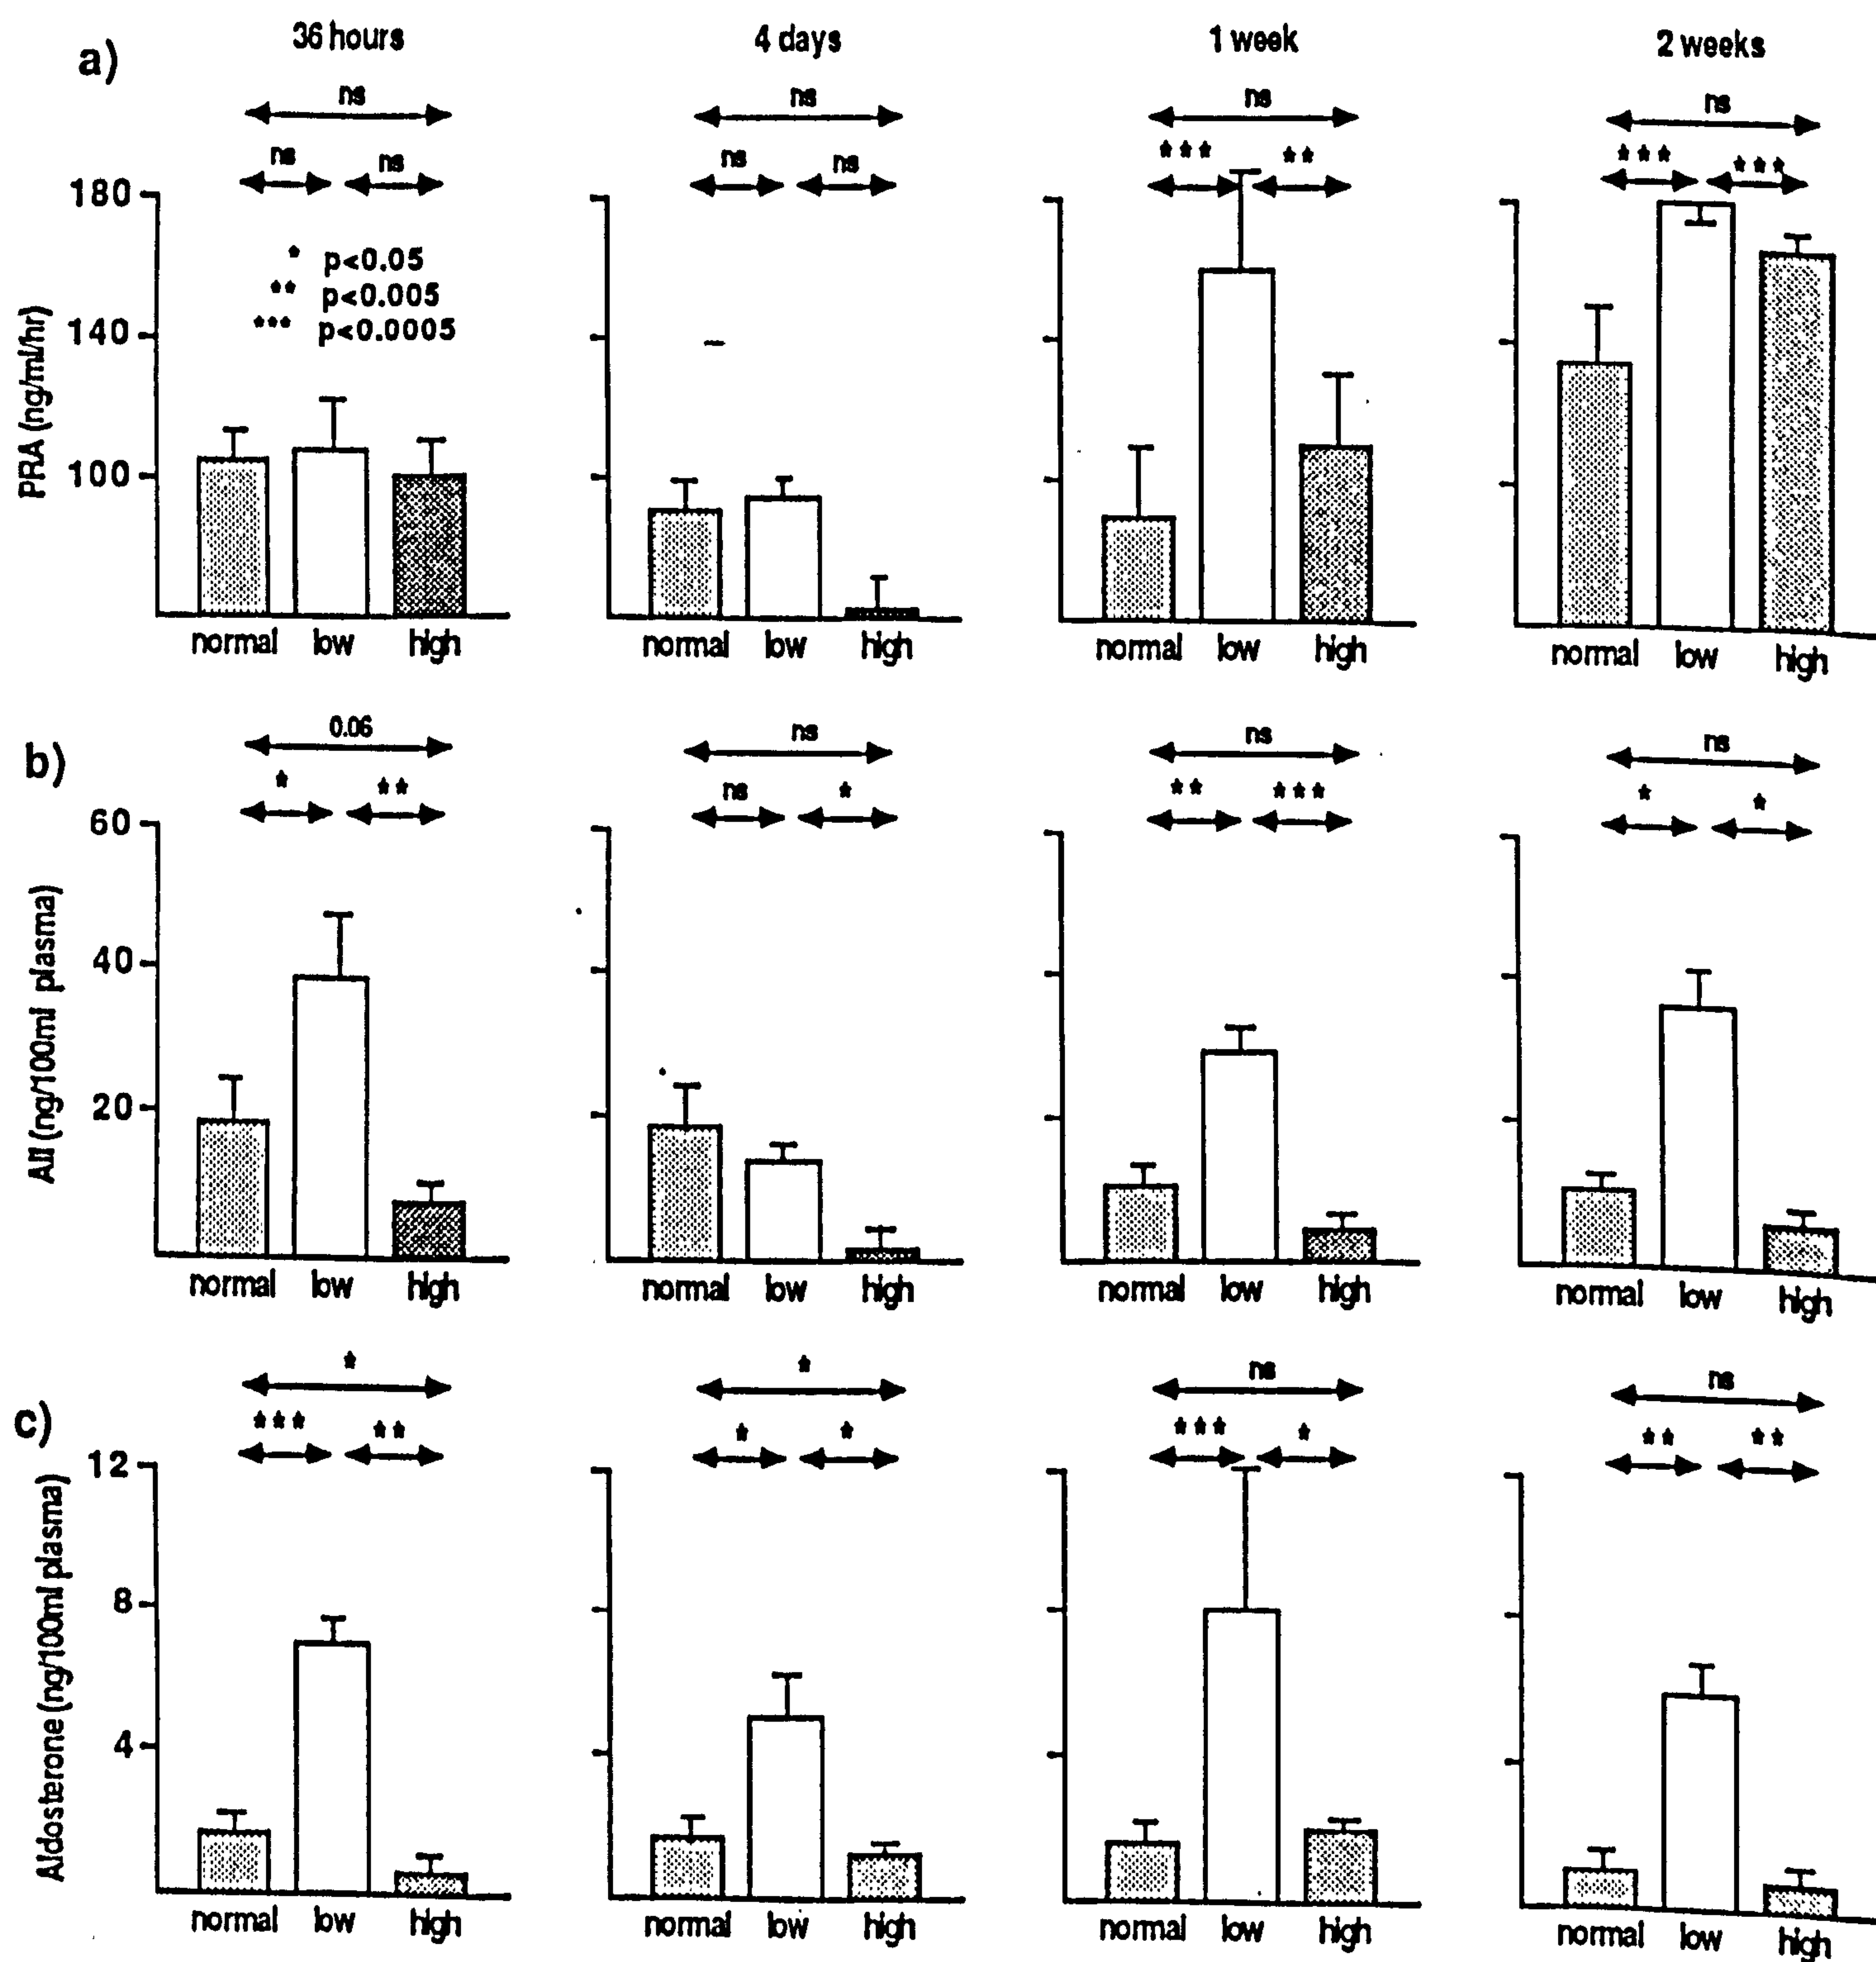 a)
36 hours 4 days 1 week 2 weeks
ns ns ns ns
ns ns ns ns *** ** *** ***
180
* p<0.05
** p<0.005
*** p<0.0005
140
100
PRA (ng/ml/hr)
normal low high normal low high normal low high normal low high
b)
0.06 ns ns ns
* ** ns * ** *** * *
60
40
20
AII (ng/100ml plasma)
normal low high normal low high normal low high normal low high
c)
* * ns ns
*** ** * * *** * ** **
12
8
4
Aldosterone (ng/100ml plasma)
normal low high normal low high normal low high normal low high